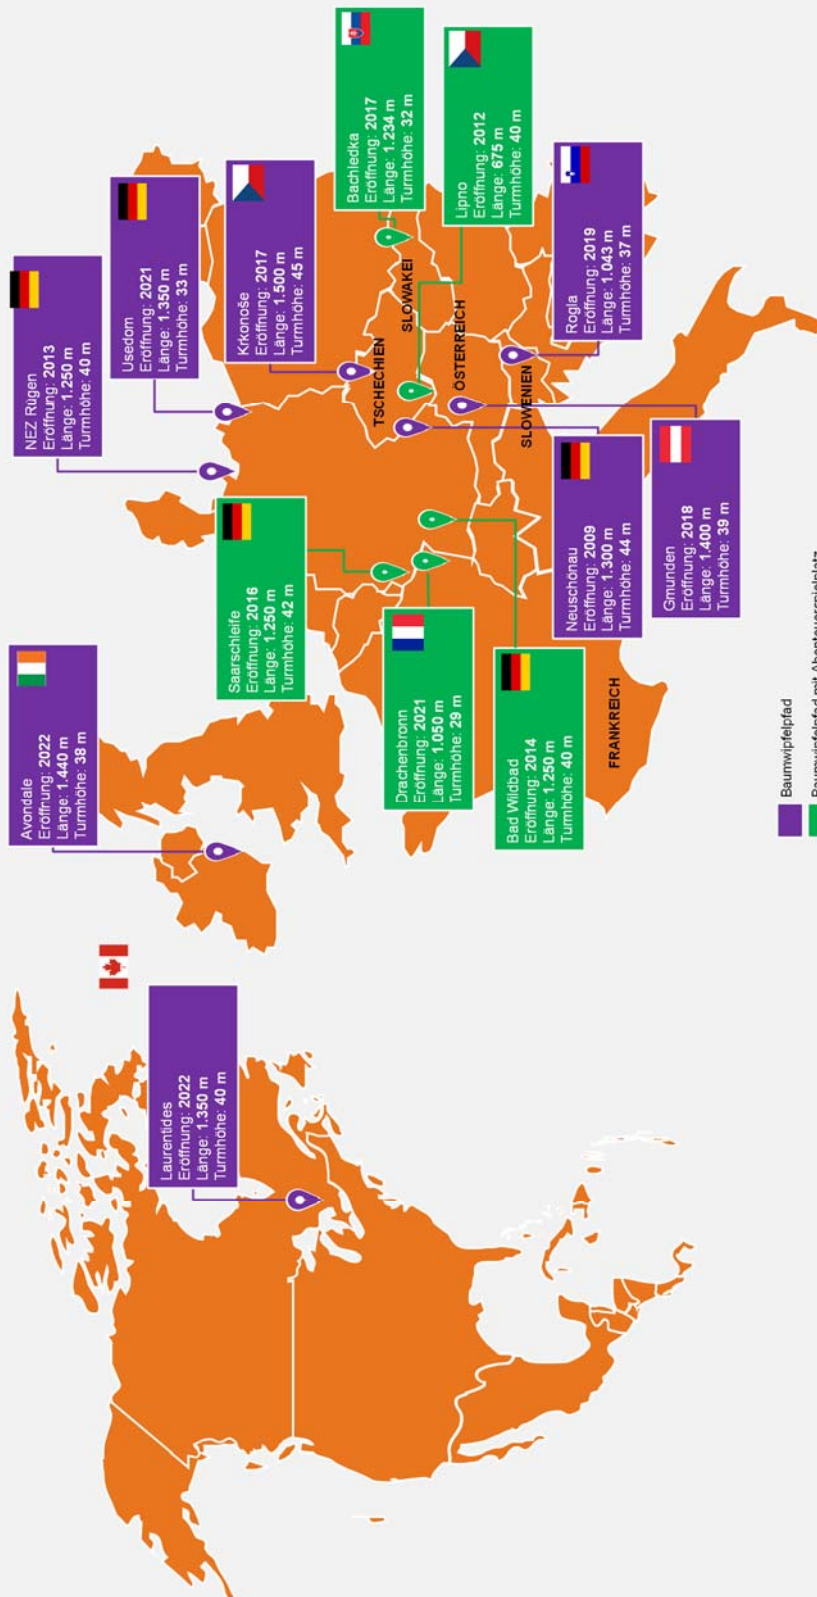 Laurentides
Eröffnung: 2022
Länge: 1.350 m
Turmhöhe: 40 m
Avondale
Eröffnung: 2022
Länge: 1.440 m
Turmhöhe: 38 m
NEZ Rügen
Eröffnung: 2013
Länge: 1.250 m
Turmhöhe: 40 m
Usedom
Eröffnung: 2021
Länge: 1.350 m
Turmhöhe: 33 m
Krkonoše
Eröffnung: 2017
Länge: 1.500 m
Turmhöhe: 45 m
Saarschleife
Eröffnung: 2016
Länge: 1.250 m
Turmhöhe: 42 m
Bachledka
Eröffnung: 2017
Länge: 1.234 m
Turmhöhe: 32 m
Drachenbronn
Eröffnung: 2021
Länge: 1.050 m
Turmhöhe: 29 m
Lipno
Eröffnung: 2012
Länge: 675 m
Turmhöhe: 40 m
Bad Wildbad
Eröffnung: 2014
Länge: 1.250 m
Turmhöhe: 40 m
Neuschönau
Eröffnung: 2009
Länge: 1.300 m
Turmhöhe: 44 m
Rogla
Eröffnung: 2019
Länge: 1.043 m
Turmhöhe: 37 m
Gmunden
Eröffnung: 2018
Länge: 1.400 m
Turmhöhe: 39 m
TSCHECHIEN
SLOWAKEI
ÖSTERREICH
SLOWENIEN
FRANKREICH
Baumwipfelpfad
Baumwipfelpfad mit Abenteuerspielplatz